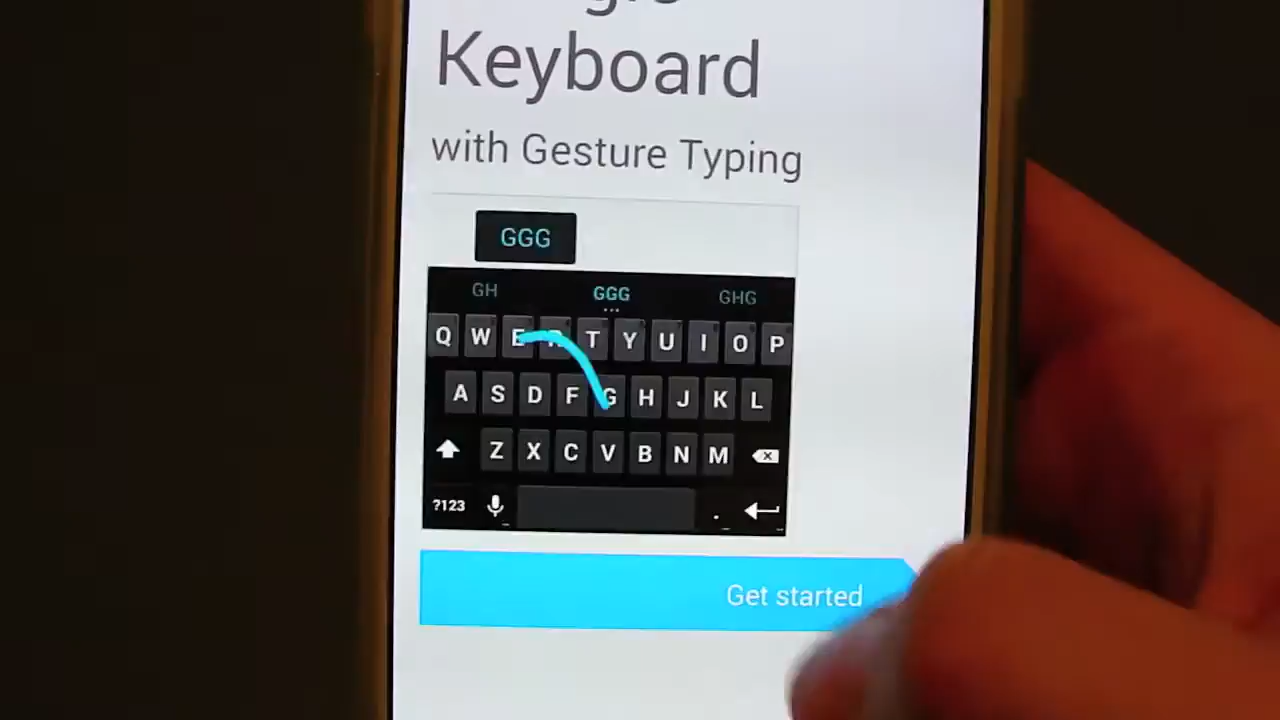 Keyboard
with Gesture Typing
GGG
GH GGG GHG
Q W E R T Y U I O P
A S D F G H J K L
Z X C V B N M
?123 .
Get started